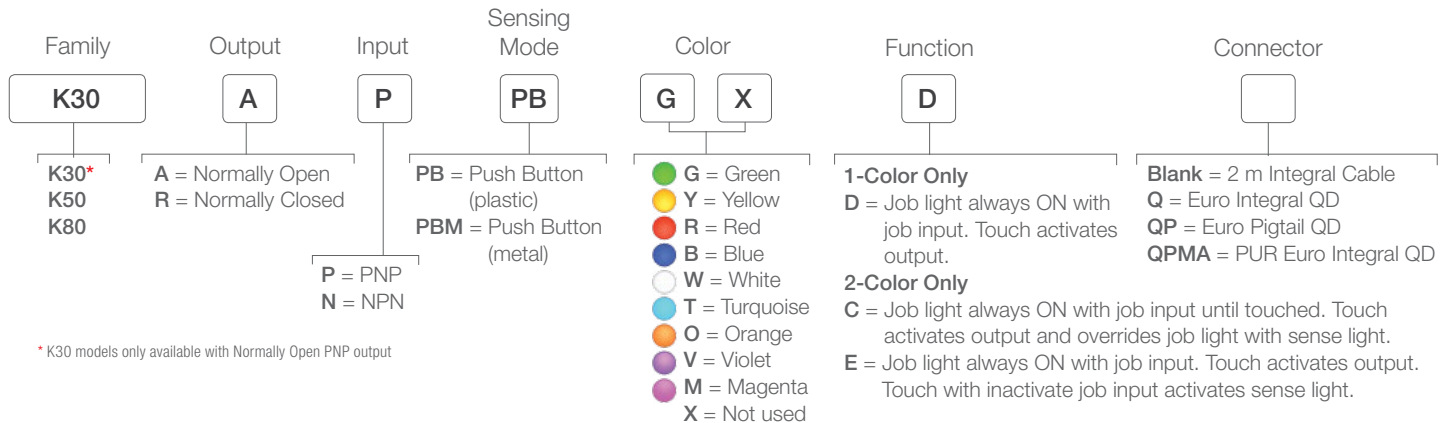 Family
Output
Input
Sensing
Mode
Color
Function
Connector
K30
A
P
PB
G
X
D
K30*
K50
K80
A = Normally Open
R = Normally Closed
P = PNP
N = NPN
PB = Push Button
(plastic)
PBM = Push Button
(metal)
G = Green
Y = Yellow
R = Red
B = Blue
W = White
T = Turquoise
O = Orange
V = Violet
M = Magenta
X = Not used
1-Color Only
D = Job light always ON with
job input. Touch activates
output.
2-Color Only
C = Job light always ON with job input until touched. Touch
activates output and overrides job light with sense light.
E = Job light always ON with job input. Touch activates output.
Touch with inactivate job input activates sense light.
Blank = 2 m Integral Cable
Q = Euro Integral QD
QP = Euro Pigtail QD
QPMA = PUR Euro Integral QD
* K30 models only available with Normally Open PNP output